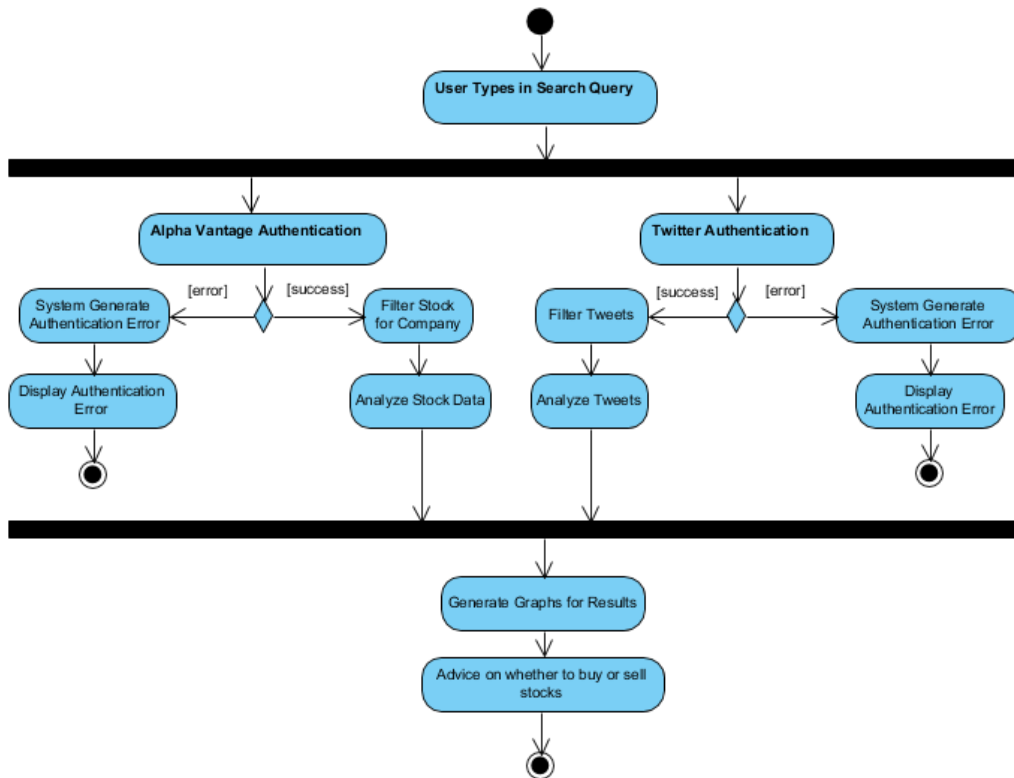 User Types in Search Query
Alpha Vantage Authentication
Twitter Authentication
[error]
[success]
[success]
[error]
System Generate
Authentication Error
Filter Stock
for Company
Filter Tweets
System Generate
Authentication Error
Display Authentication
Error
Analyze Stock Data
Analyze Tweets
Display
Authentication Error
Generate Graphs for Results
Advice on whether to buy or sell
stocks